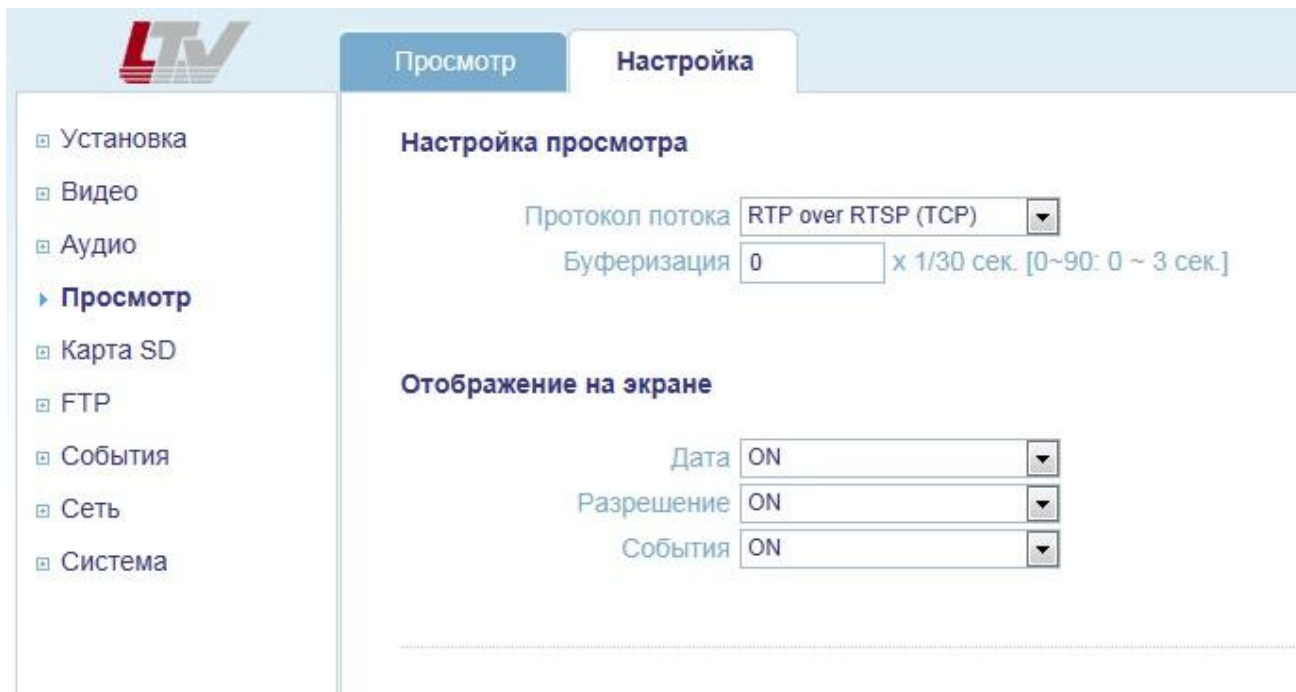 LTV
Просмотр
Настройка
Установка
Видео
Аудио
Просмотр
Карта SD
FTP
События
Сеть
Система
Настройка просмотра
Протокол потока RTP over RTSP (TCP)
Буферизация 0 x 1/30 сек. [0~90: 0 ~ 3 сек.]
Отображение на экране
Дата ON
Разрешение ON
События ON